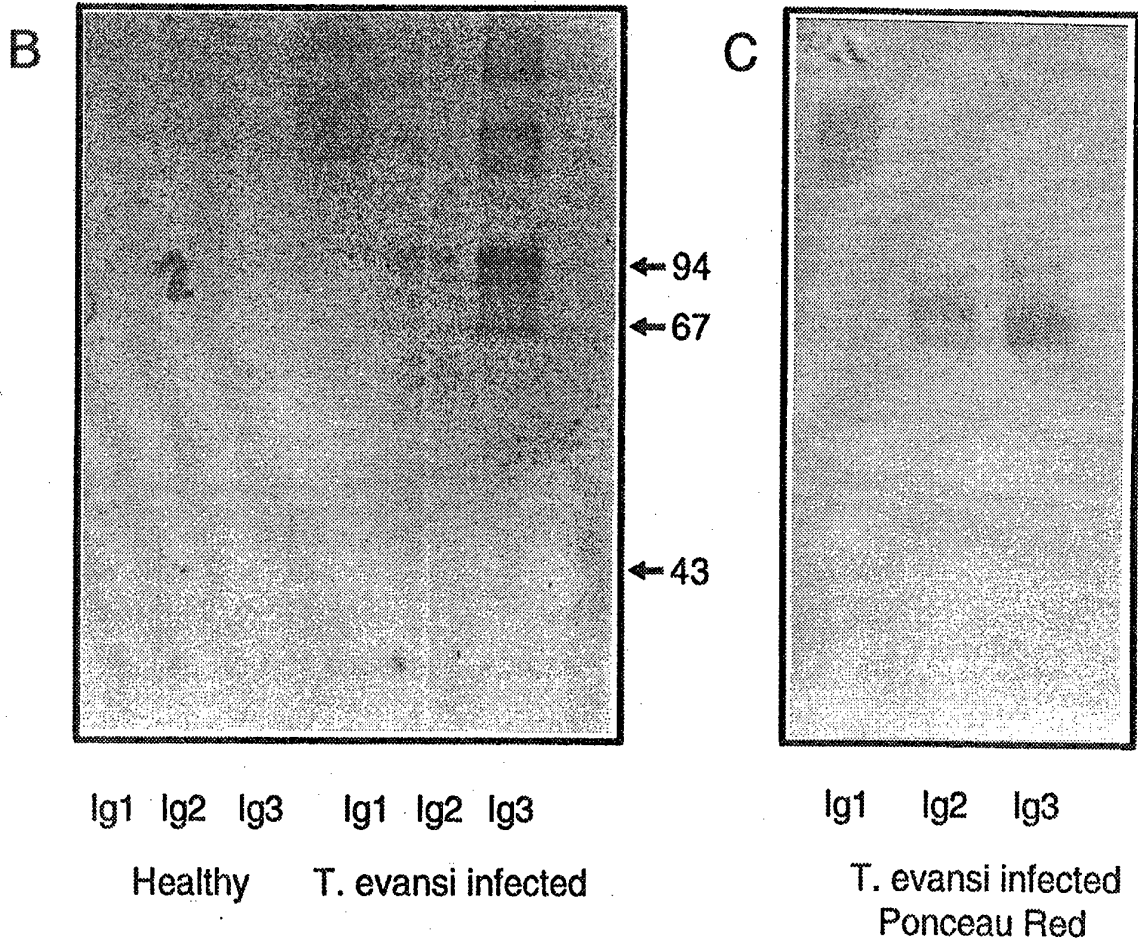 B
94
67
43
Ig1 Ig2 Ig3 Ig1 Ig2 Ig3
Healthy T. evansi infected
C
Ig1 Ig2 Ig3
T. evansi infected
Ponceau Red